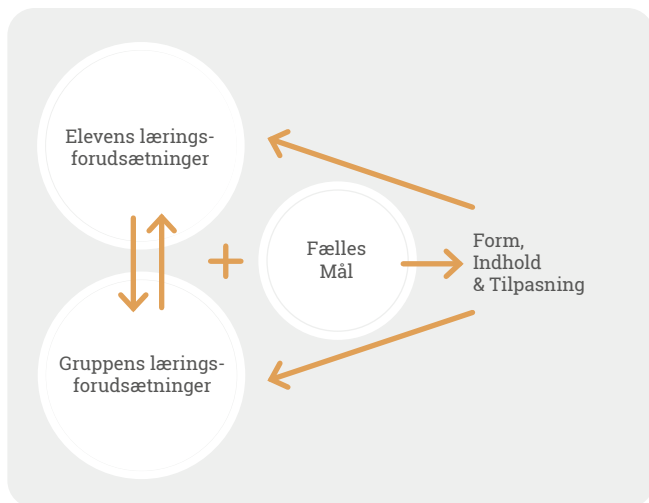 Elevens lærings-
forudsætninger
Fælles
Mål
Form,
Indhold
& Tilpasning
Gruppens lærings-
forudsætninger